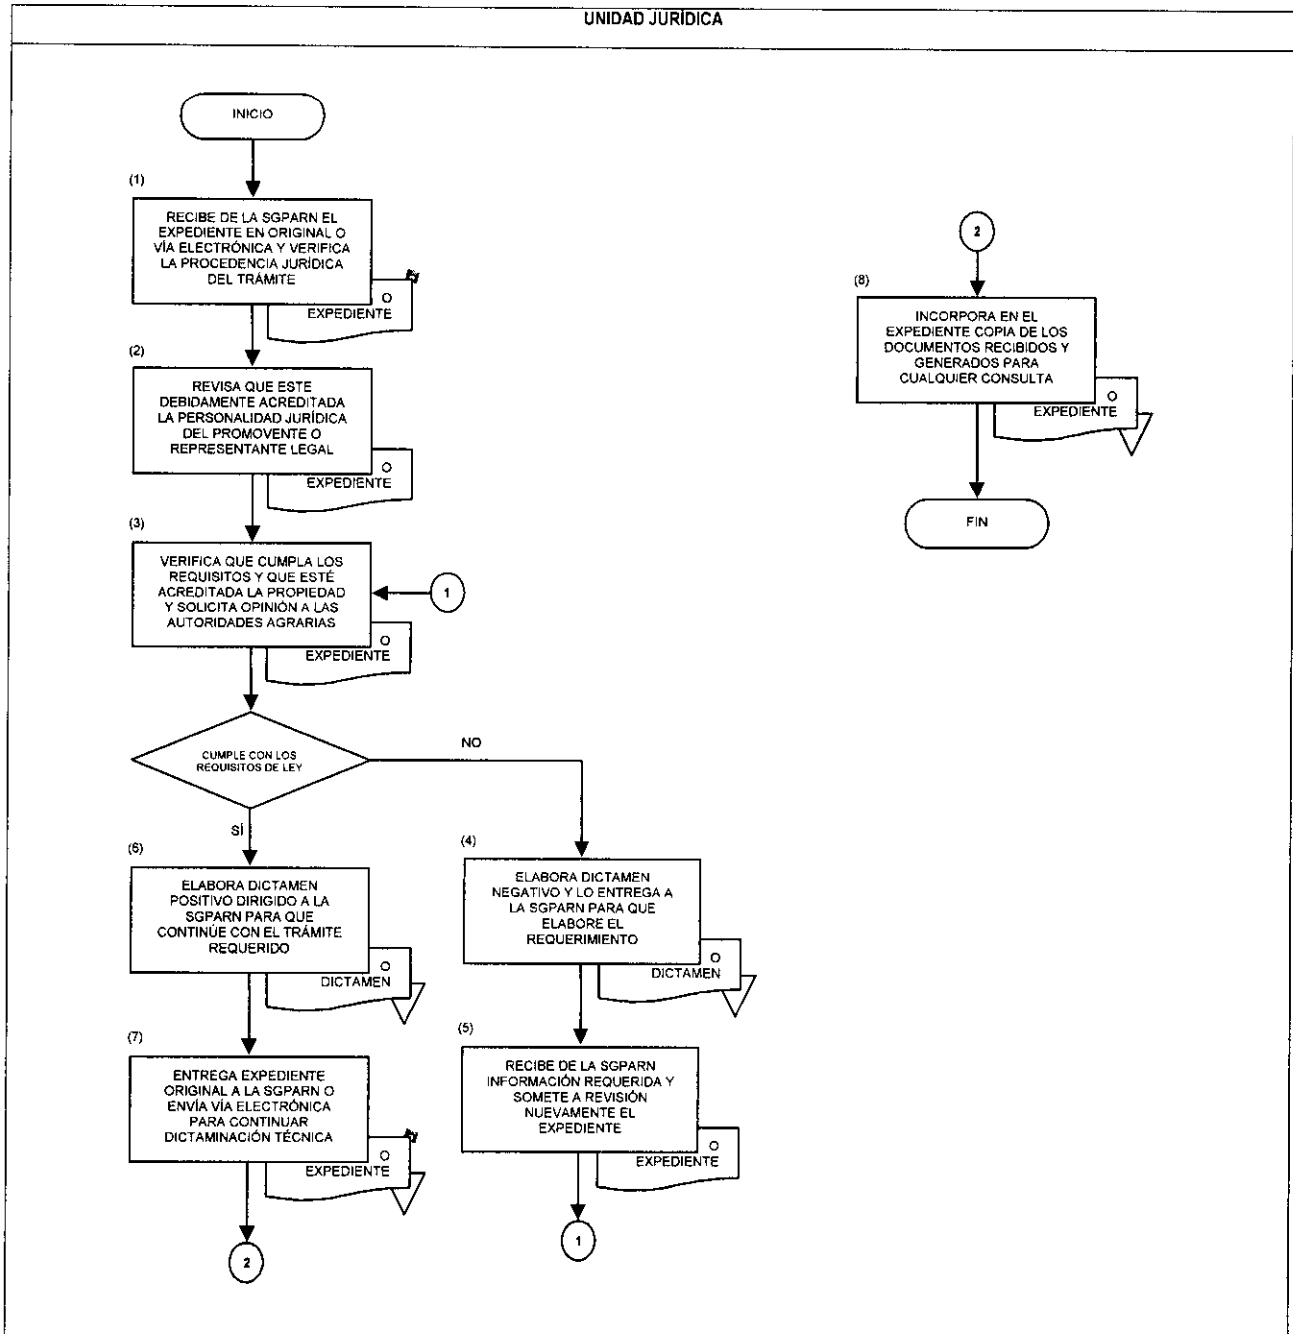 UNIDAD JURÍDICA
INICIO
(1)
RECIBE DE LA SGPARN EL
EXPEDIENTE EN ORIGINAL O
VÍA ELECTRÓNICA Y VERIFICA
LA PROCEDENCIA JURÍDICA
DEL TRÁMITE
O
EXPEDIENTE
(2)
REVISA QUE ESTE
DEBIDAMENTE ACREDITADA
LA PERSONALIDAD JURÍDICA
DEL PROMOVENTE O
REPRESENTANTE LEGAL
O
EXPEDIENTE
(3)
VERIFICA QUE CUMPLA LOS
REQUISITOS Y QUE ESTÉ
ACREDITADA LA PROPIEDAD
Y SOLICITA OPINIÓN A LAS
AUTORIDADES AGRARIAS
1
O
EXPEDIENTE
CUMPLE CON LOS
REQUISITOS DE LEY
NO
SÍ
(6)
ELABORA DICTAMEN
POSITIVO DIRIGIDO A LA
SGPARN PARA QUE
CONTINÚE CON EL TRÁMITE
REQUERIDO
O
DICTAMEN
(7)
ENTREGA EXPEDIENTE
ORIGINAL A LA SGPARN O
ENVÍA VÍA ELECTRÓNICA
PARA CONTINUAR
DICTAMINACIÓN TÉCNICA
O
EXPEDIENTE
2
(4)
ELABORA DICTAMEN
NEGATIVO Y LO ENTREGA A
LA SGPARN PARA QUE
ELABORE EL
REQUERIMIENTO
O
DICTAMEN
(5)
RECIBE DE LA SGPARN
INFORMACIÓN REQUERIDA Y
SOMETE A REVISIÓN
NUEVAMENTE EL
EXPEDIENTE
O
EXPEDIENTE
1
2
(8)
INCORPORA EN EL
EXPEDIENTE COPIA DE LOS
DOCUMENTOS RECIBIDOS Y
GENERADOS PARA
CUALQUIER CONSULTA
O
EXPEDIENTE
FIN